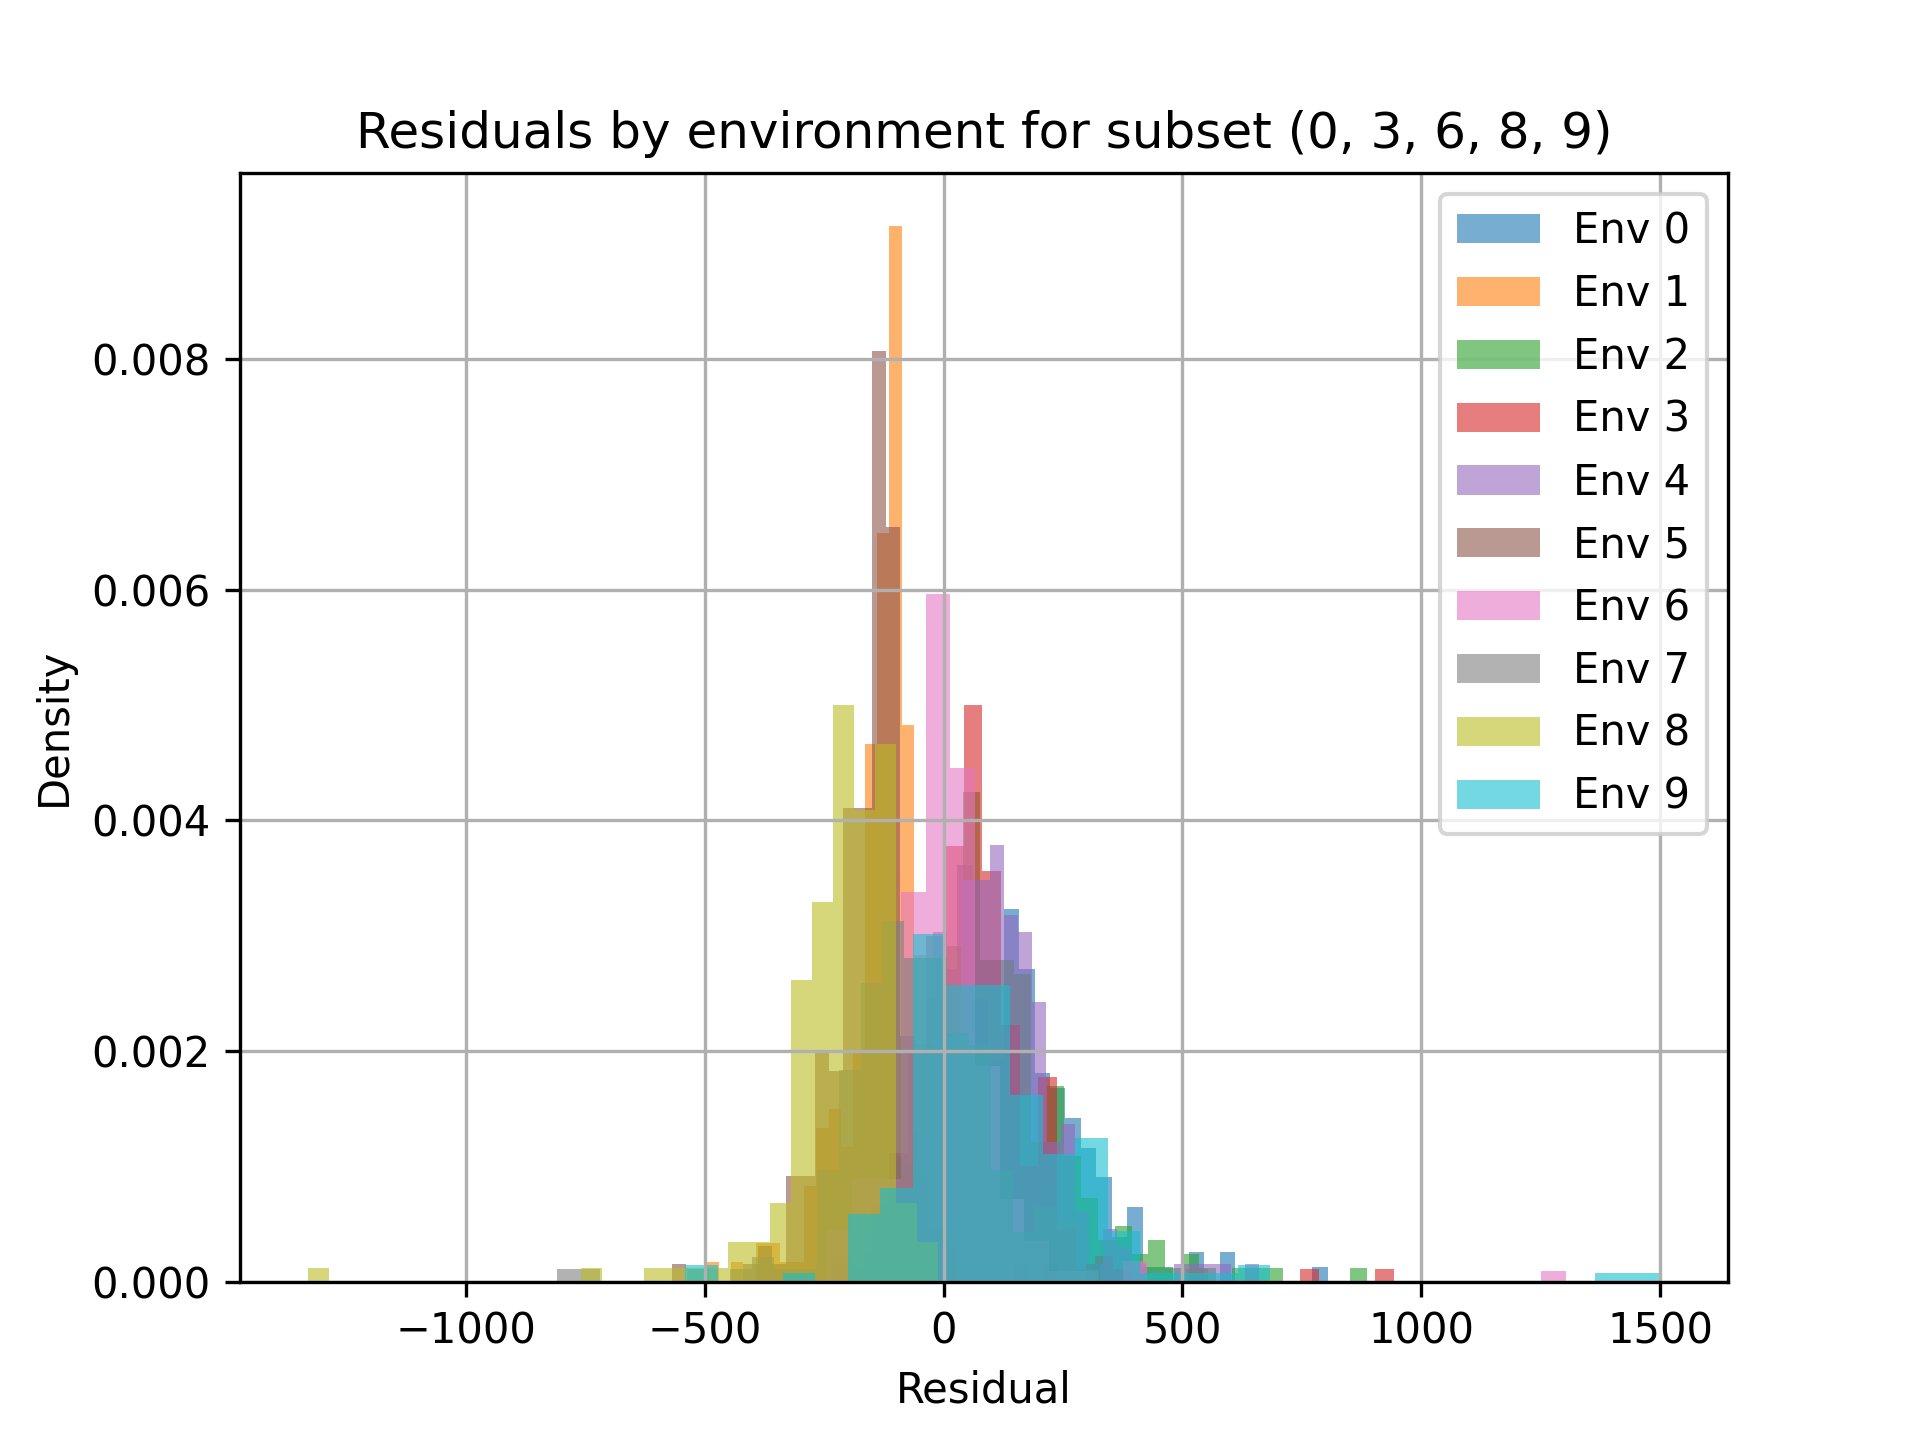 Residuals by environment for subset (0, 3, 6, 8, 9)
Env 0
Env 1
Env 2
Env 3
Env 4
Env 5
Env 6
Env 7
Env 8
Env 9
Density
0.008
0.006
0.004
0.002
0.000
−1000 −500 0 500 1000 1500
Residual